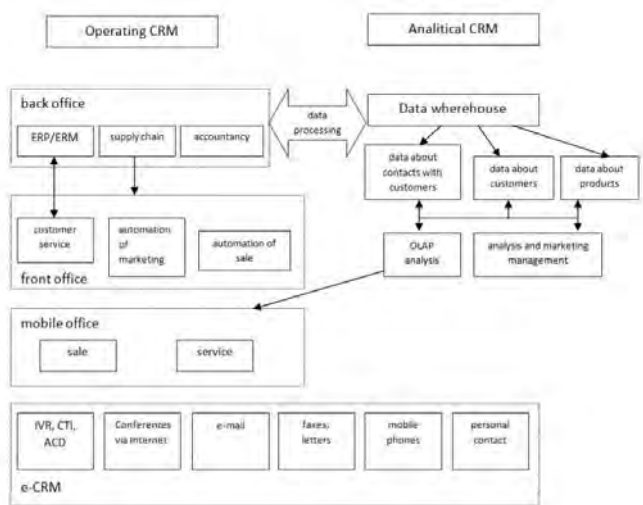 Operating CRM
Analitical CRM
back office
ERP/ERM
supply chain
accountancy
data
processing
Data wherehouse
data about
contacts with
customers
data about
customers
data about
products
customer
service
automation
of
marketing
automation of
sale
front office
OLAP
analysis
analysis and marketing
management
mobile office
sale
service
IVR, CTI,
ACD
Conferences
via Internet
e-mail
faxes,
letters
mobile
phones
personal
contact
e-CRM